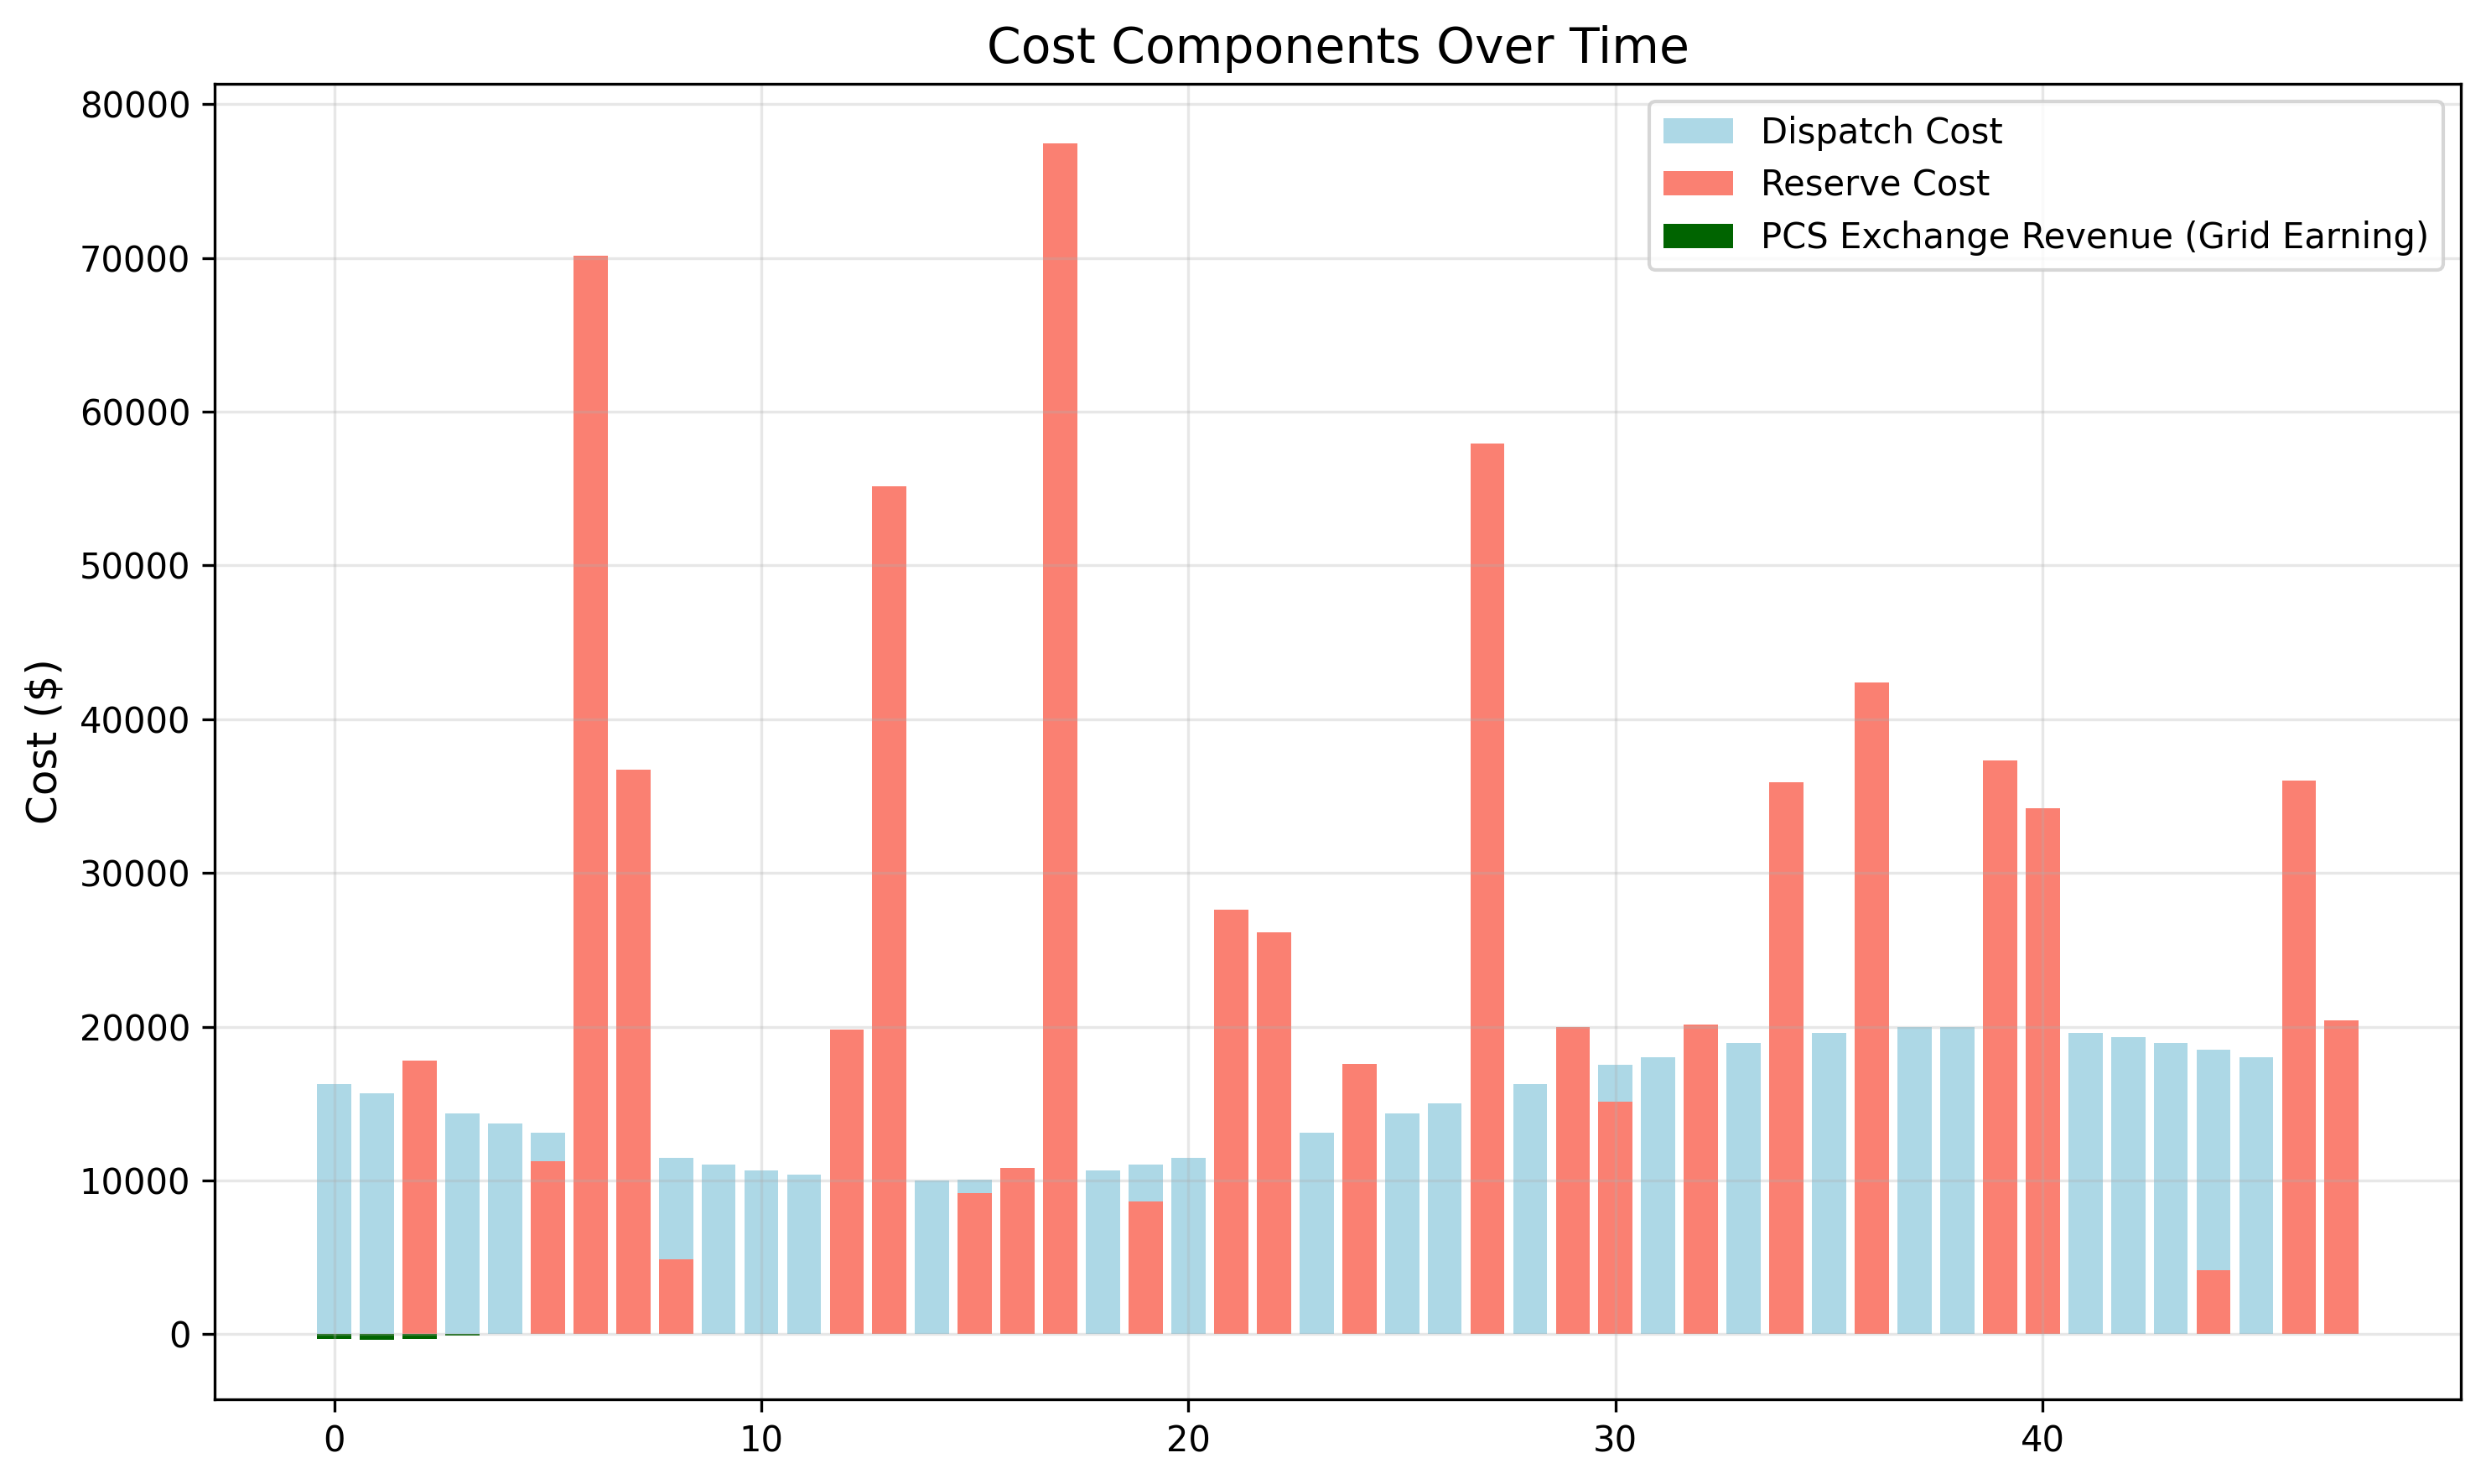 Cost Components Over Time
80000
70000
60000
50000
40000
30000
20000
10000
0
Cost ($)
Dispatch Cost
Reserve Cost
PCS Exchange Revenue (Grid Earning)
0 10 20 30 40